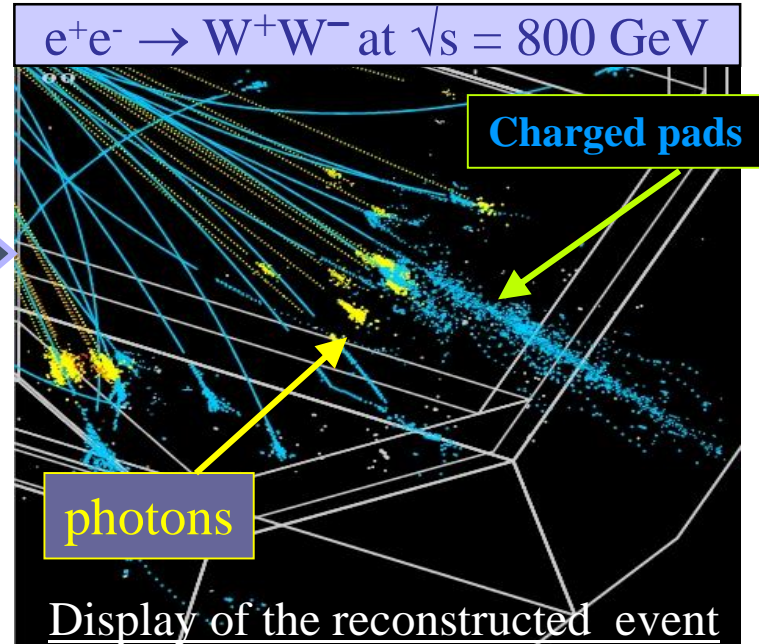 e⁺e⁻ → W⁺W⁻ at √s = 800 GeV
Charged pads
photons
Display of the reconstructed event